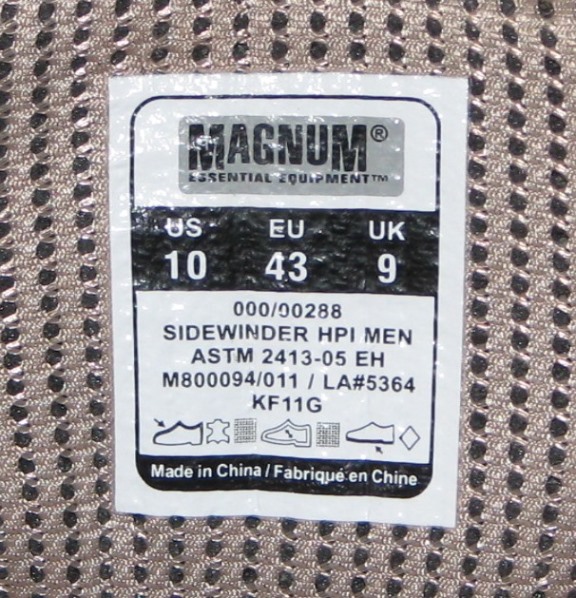 MAGNUM®
ESSENTIAL EQUIPMENT™
US EU UK
10 43 9
000/00288
SIDEWINDER HPI MEN
ASTM 2413-05 EH
M800094/011 / LA#5364
KF11G
Made in China / Fabriqué en Chine